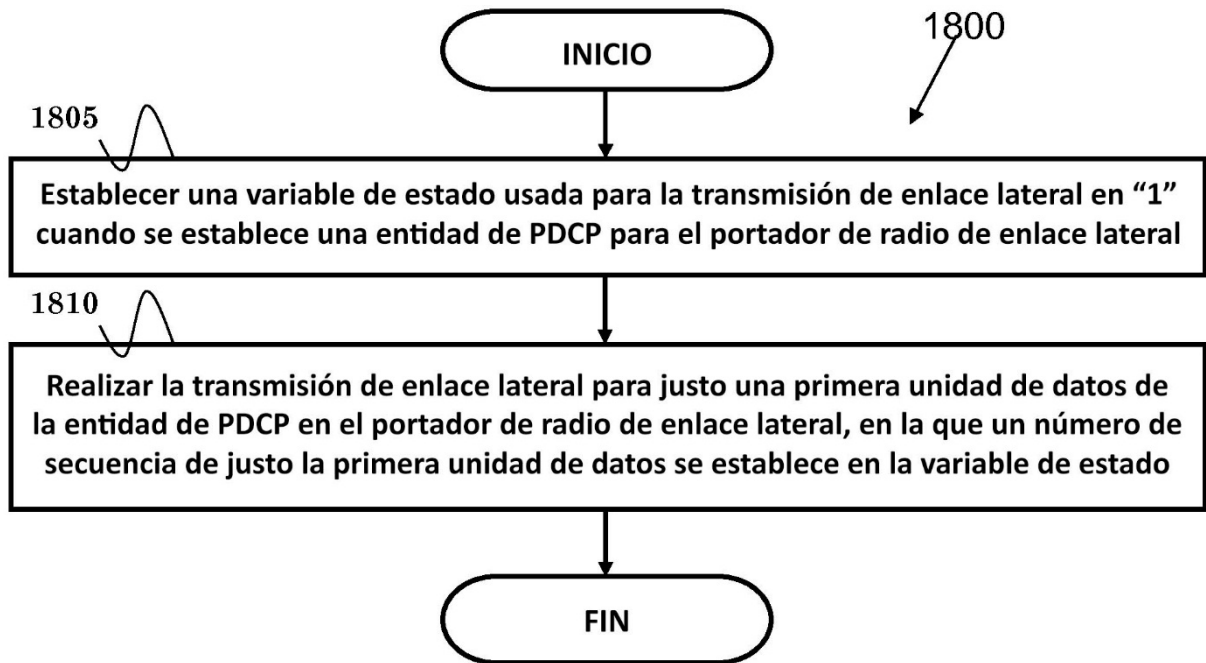 INICIO
1800
1805
Establecer una variable de estado usada para la transmisión de enlace lateral en “1”
cuando se establece una entidad de PDCP para el portador de radio de enlace lateral
1810
Realizar la transmisión de enlace lateral para justo una primera unidad de datos de
la entidad de PDCP en el portador de radio de enlace lateral, en la que un número de
secuencia de justo la primera unidad de datos se establece en la variable de estado
FIN